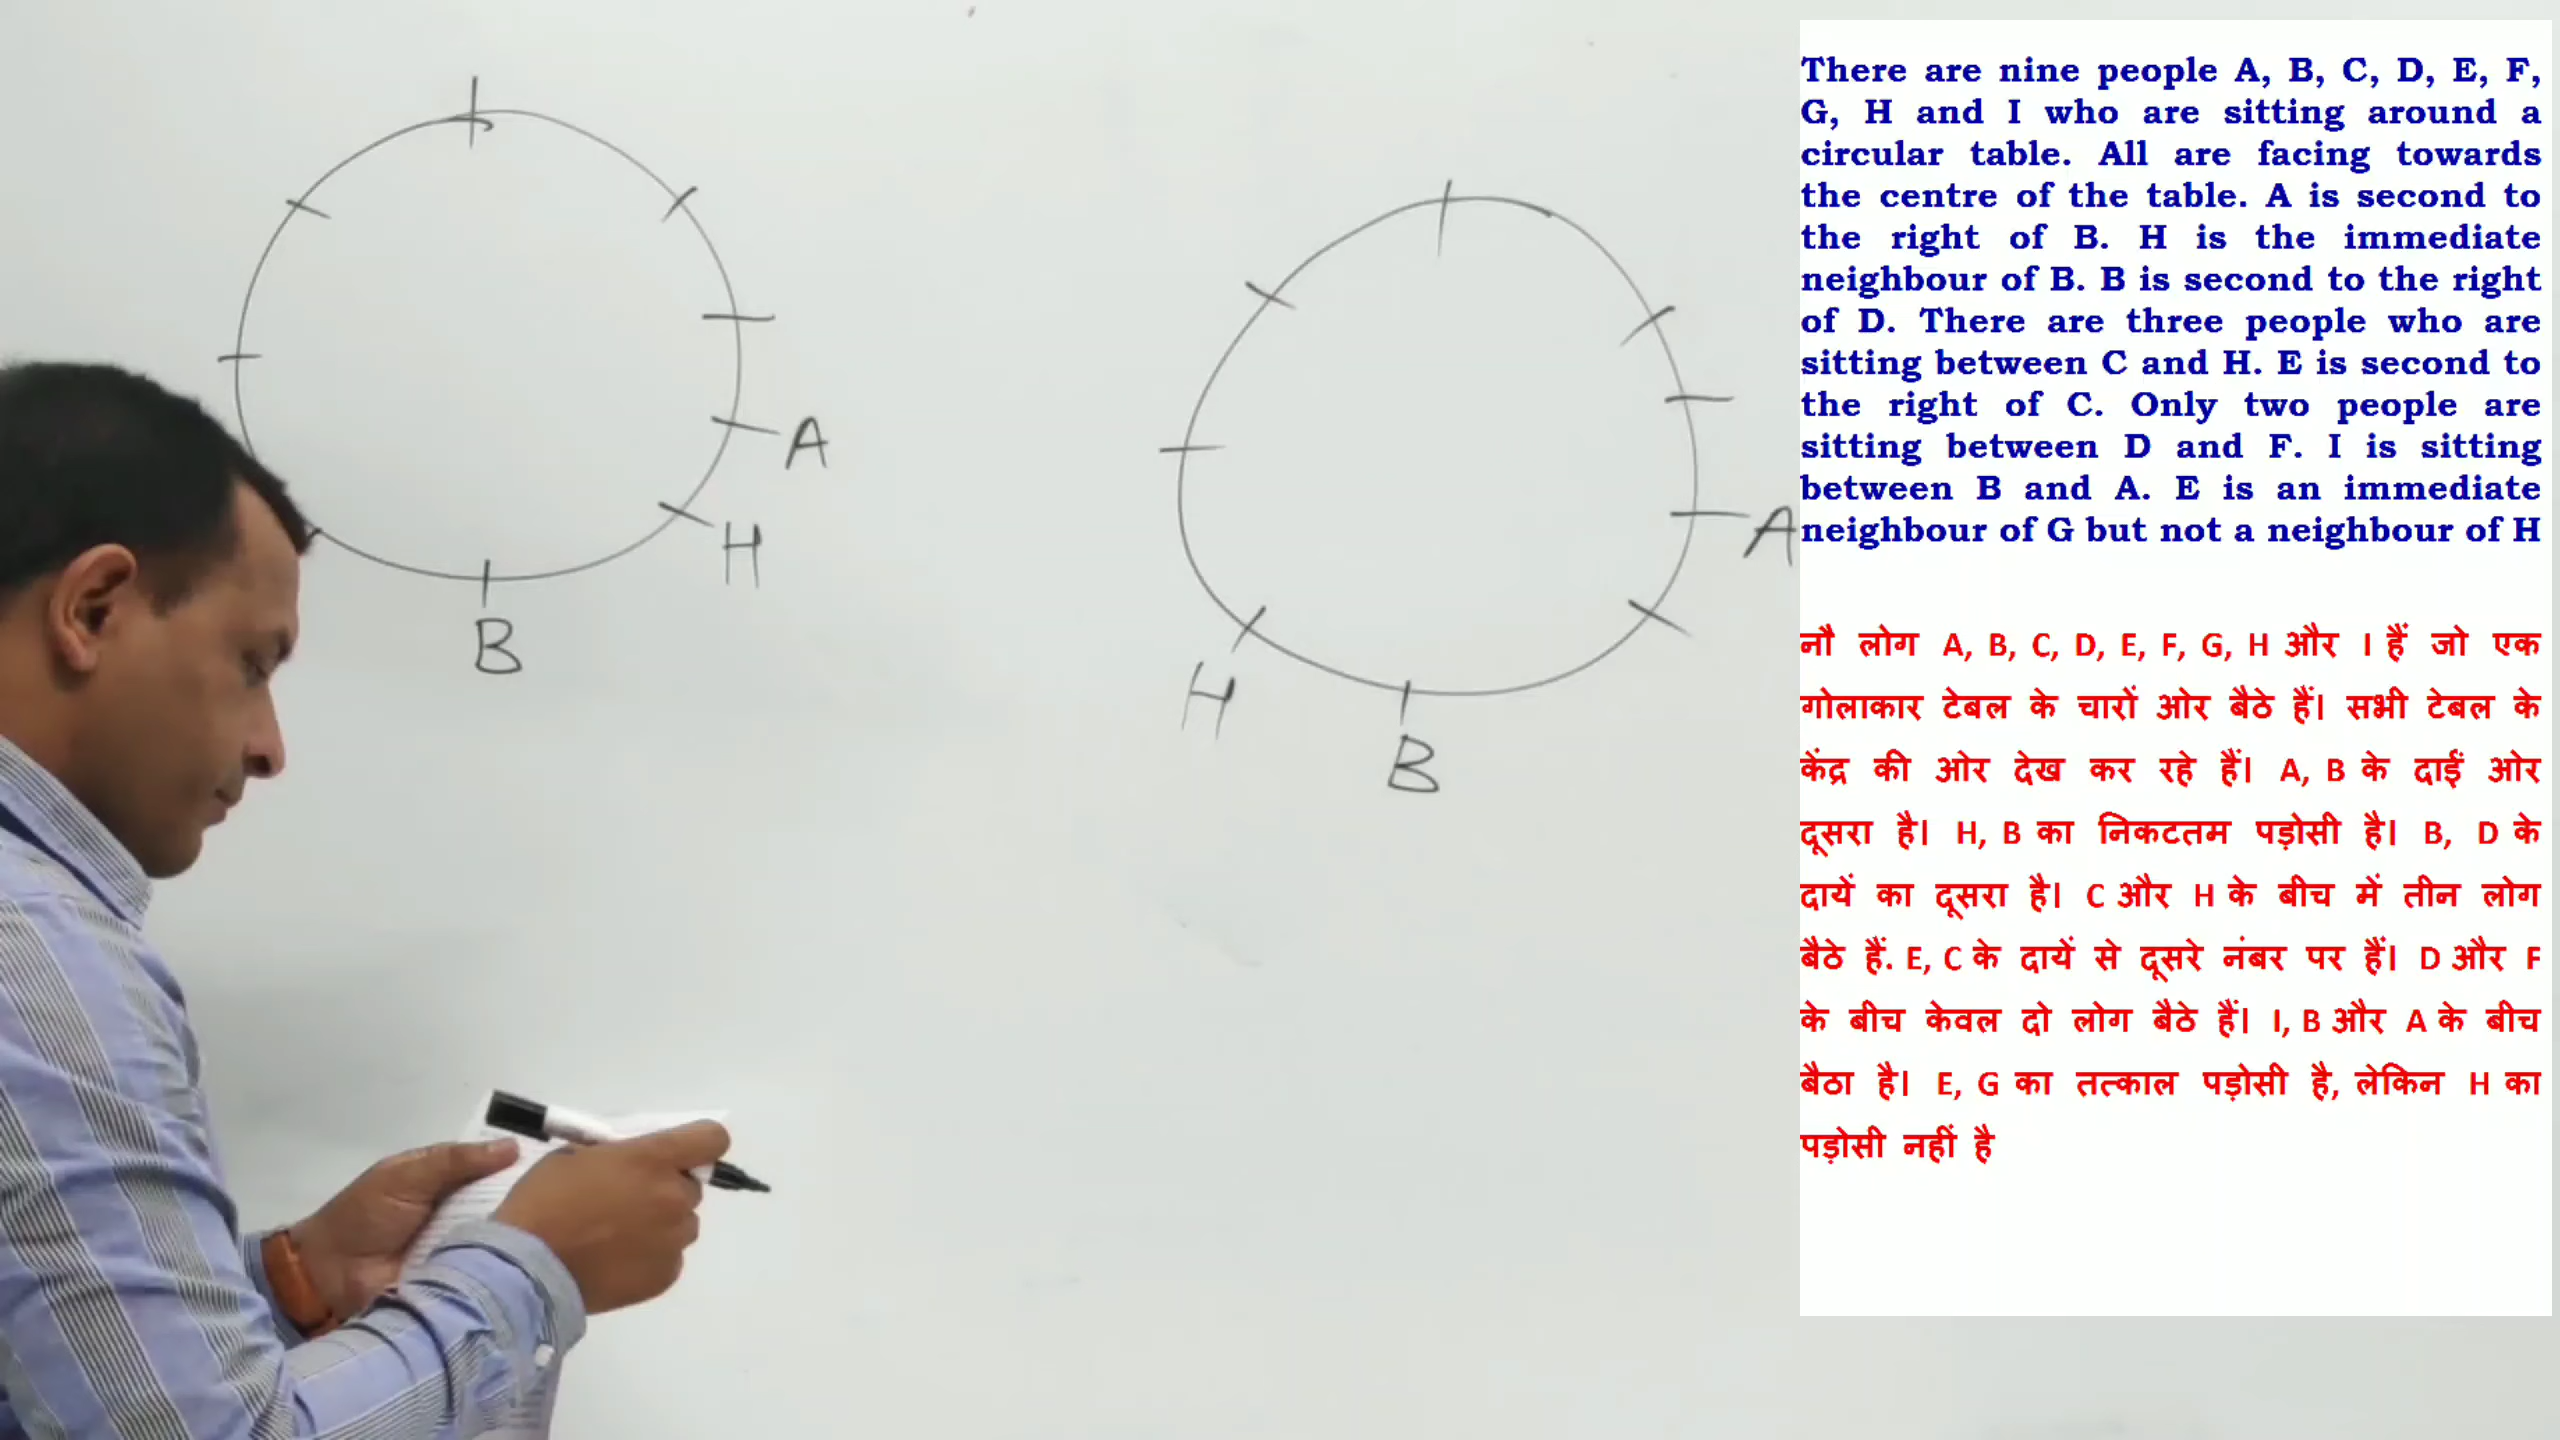 A
H
B
A
H
B
There are nine people A, B, C, D, E, F,
G, H and I who are sitting around a
circular table. All are facing towards
the centre of the table. A is second to
the right of B. H is the immediate
neighbour of B. B is second to the right
of D. There are three people who are
sitting between C and H. E is second to
the right of C. Only two people are
sitting between D and F. I is sitting
between B and A. E is an immediate
neighbour of G but not a neighbour of H
नौ लोग A, B, C, D, E, F, G, H और I हैं जो एक
गोलाकार टेबल के चारों ओर बैठे हैं। सभी टेबल के
केंद्र की ओर देख कर रहे हैं। A, B के दाईं ओर
दूसरा है। H, B का निकटतम पड़ोसी है। B, D के
दायें का दूसरा है। C और H के बीच में तीन लोग
बैठे हैं. E, C के दायें से दूसरे नंबर पर हैं। D और F
के बीच केवल दो लोग बैठे हैं। I, B और A के बीच
बैठा है। E, G का तत्काल पड़ोसी है, लेकिन H का
पड़ोसी नहीं है